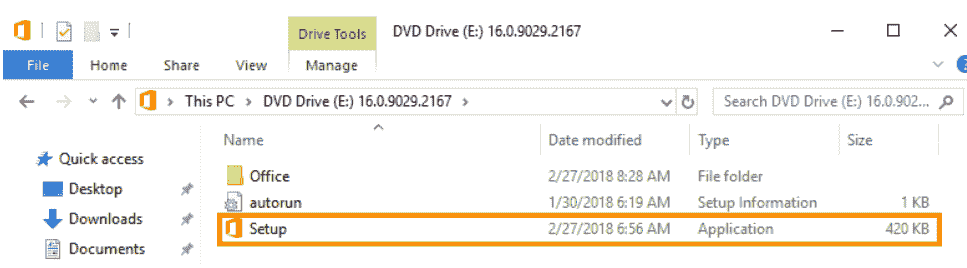 Drive Tools DVD Drive (E:) 16.0.9029.2167
File Home Share View Manage
This PC DVD Drive (E:) 16.0.9029.2167 Search DVD Drive (E:) 16.0.902...
Name Date modified Type Size
Quick access
Office 2/27/2018 8:28 AM File folder
Desktop
autorun 1/30/2018 6:19 AM Setup Information 1 KB
Downloads
Setup 2/27/2018 6:56 AM Application 420 KB
Documents